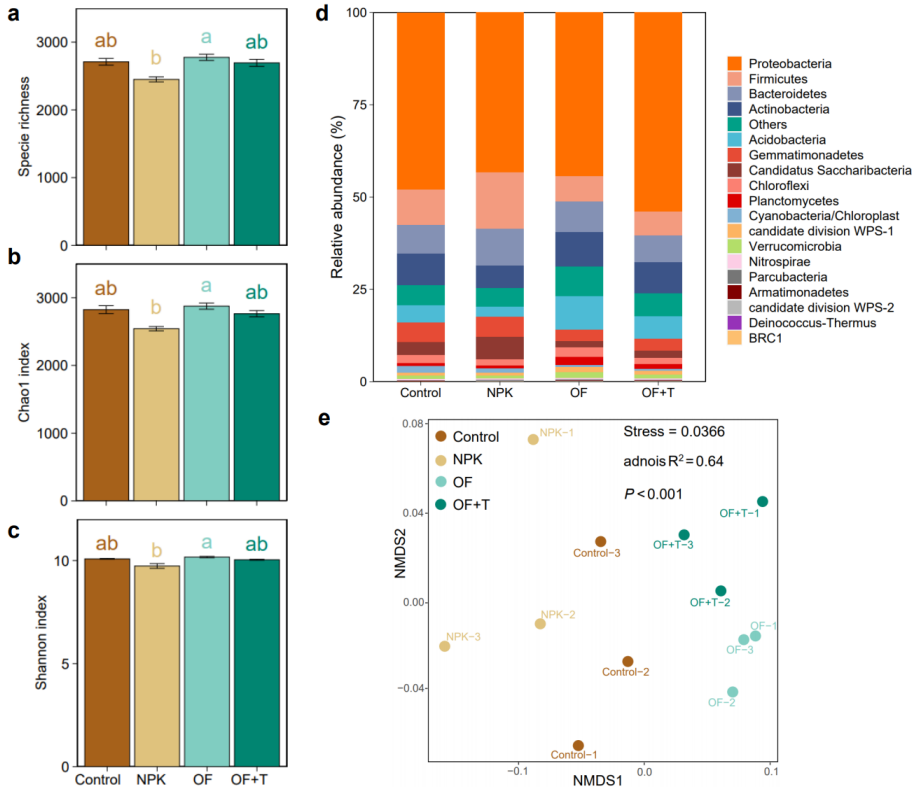 a
ab
b
a
ab
3000
2000
1000
0
Specie richness
b
ab
b
a
ab
3000
2000
1000
0
Chao1 index
c
ab
b
a
ab
10
5
0
Shannon index
Control
NPK
OF
OF+T
d
100
75
50
25
0
Relative abundance (%)
Control
NPK
OF
OF+T
Proteobacteria
Firmicutes
Bacteroidetes
Actinobacteria
Others
Acidobacteria
Gemmatimonadetes
Candidatus Saccharibacteria
Chloroflexi
Planctomycetes
Cyanobacteria/Chloroplast
candidate division WPS-1
Verrucomicrobia
Nitrospirae
Parcubacteria
Armatimonadetes
candidate division WPS-2
Deinococcus-Thermus
BRC1
e
0.08
0.04
0.00
−0.04
NMDS2
Control
NPK
OF
OF+T
Stress = 0.0366
adnois R² = 0.64
P < 0.001
NPK−1
OF+T−1
Control−3
OF+T−3
OF+T−2
NPK−2
OF−1
NPK−3
OF−3
Control−2
OF−2
Control−1
−0.1
0.0
0.1
NMDS1